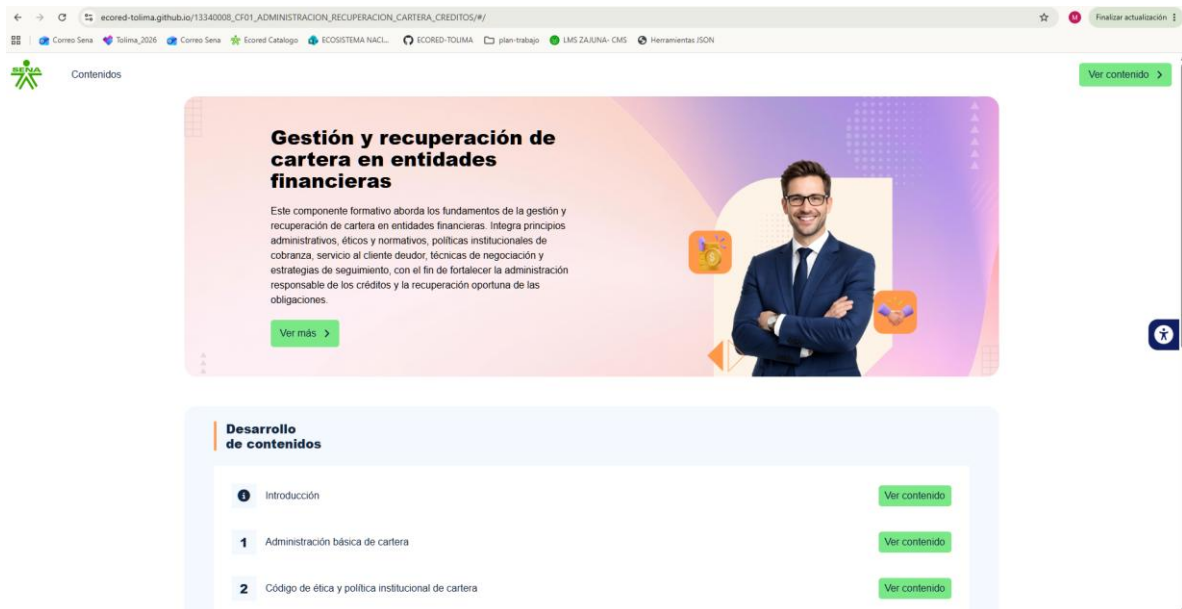 ecored-tolima.github.io/13340008_CF01_ADMINISTRACION_RECUPERACION_CARTERA_CREDITOS/#/
M
Finalizar actualización
Correo Sena
Tolima_2026
Correo Sena
Ecored Catalogo
ECOSISTEMA NACI...
ECORED-TOLIMA
plan-trabajo
LMS ZAJUNA- CMS
Herramientas JSON
SENA
Contenidos
Ver contenido
Gestión y recuperación de
cartera en entidades
financieras
Este componente formativo aborda los fundamentos de la gestión y
recuperación de cartera en entidades financieras. Integra principios
administrativos, éticos y normativos, políticas institucionales de
cobranza, servicio al cliente deudor, técnicas de negociación y
estrategias de seguimiento, con el fin de fortalecer la administración
responsable de los créditos y la recuperación oportuna de las
obligaciones.
Ver más
Desarrollo
de contenidos
Introducción
Ver contenido
1 Administración básica de cartera
Ver contenido
2 Código de ética y política institucional de cartera
Ver contenido